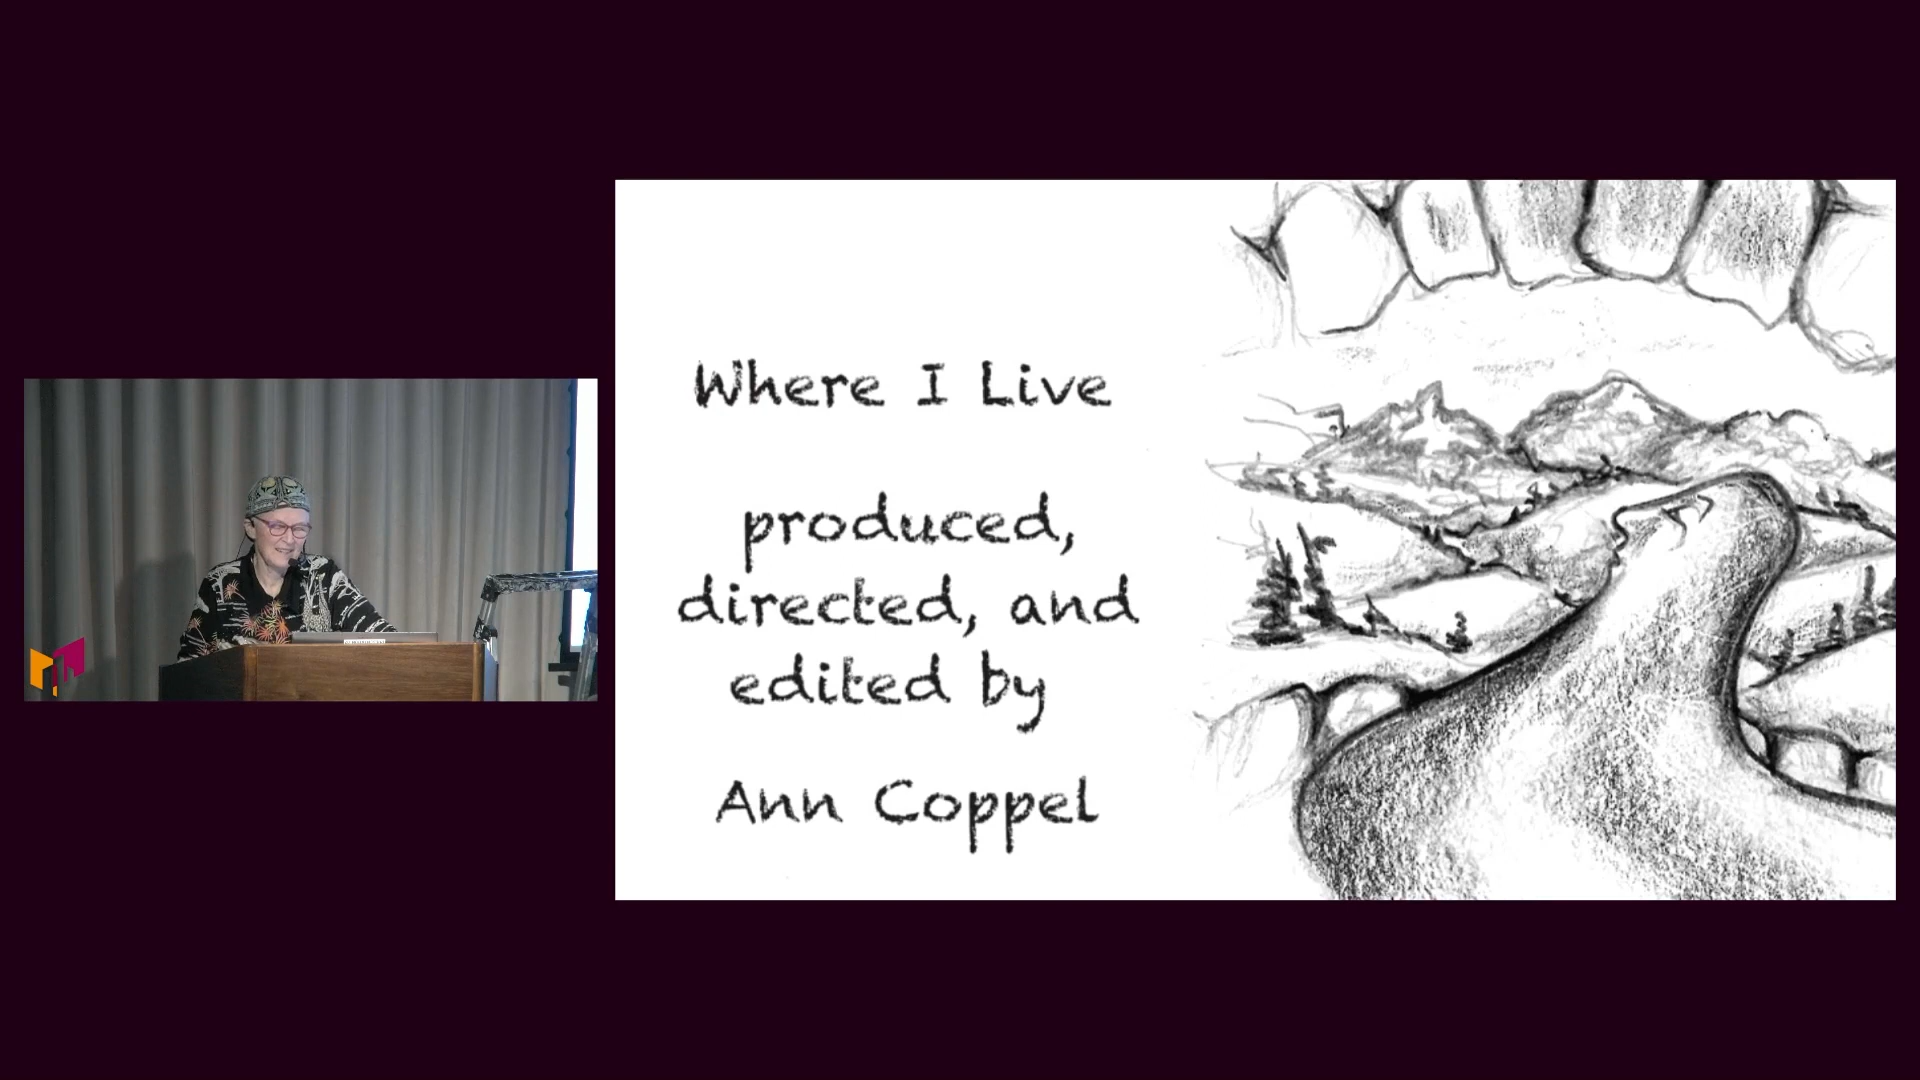 Where I Live
produced,
directed, and
edited by
Ann Coppel